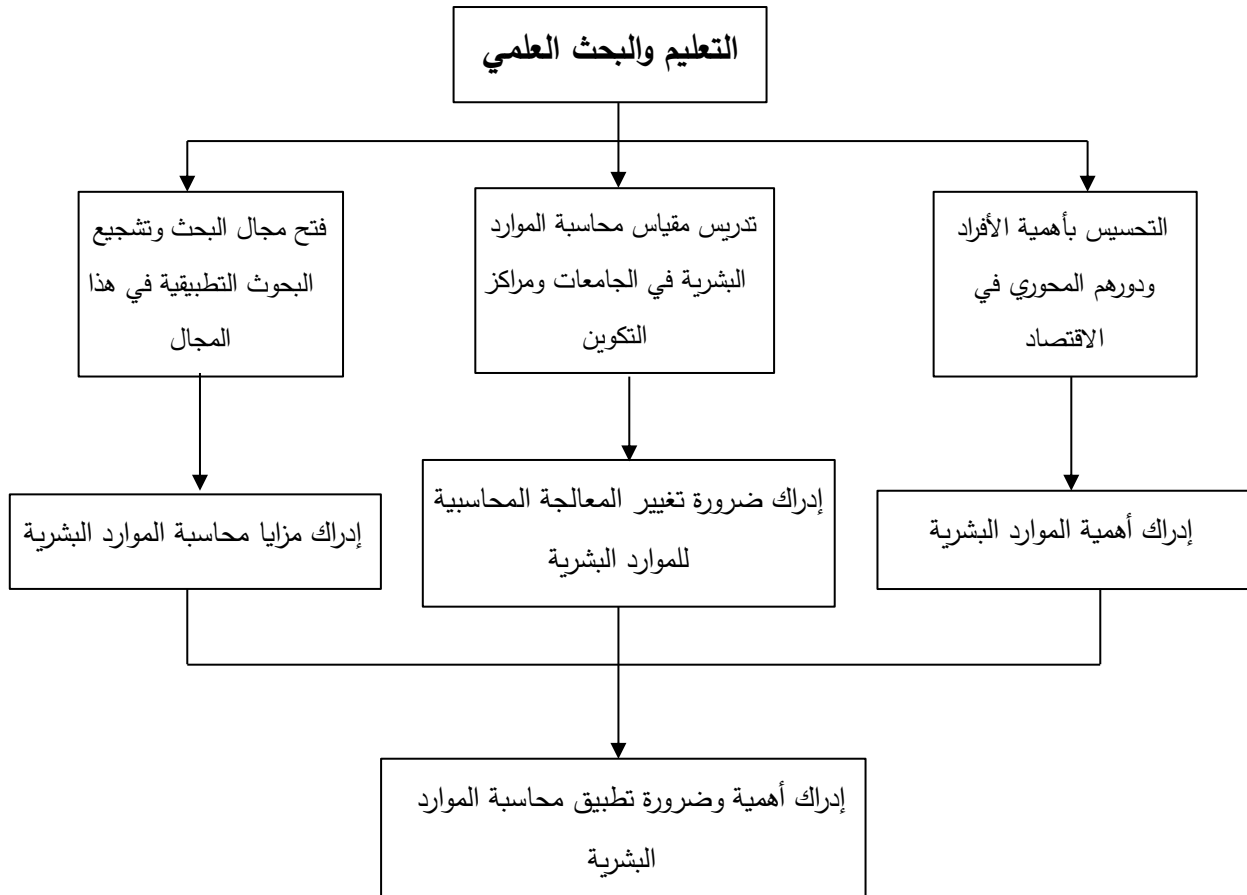 التعليم والبحث العلمي
التحسيس بأهمية الأفراد
ودورهم المحوري في
الاقتصاد
تدريس مقياس محاسبة الموارد
البشرية في الجامعات ومراكز
التكوين
فتح مجال البحث وتشجيع
البحوث التطبيقية في هذا
المجال
إدراك أهمية الموارد البشرية
إدراك ضرورة تغيير المعالجة المحاسبية
للموارد البشرية
إدراك مزايا محاسبة الموارد البشرية
إدراك أهمية وضرورة تطبيق محاسبة الموارد
البشرية